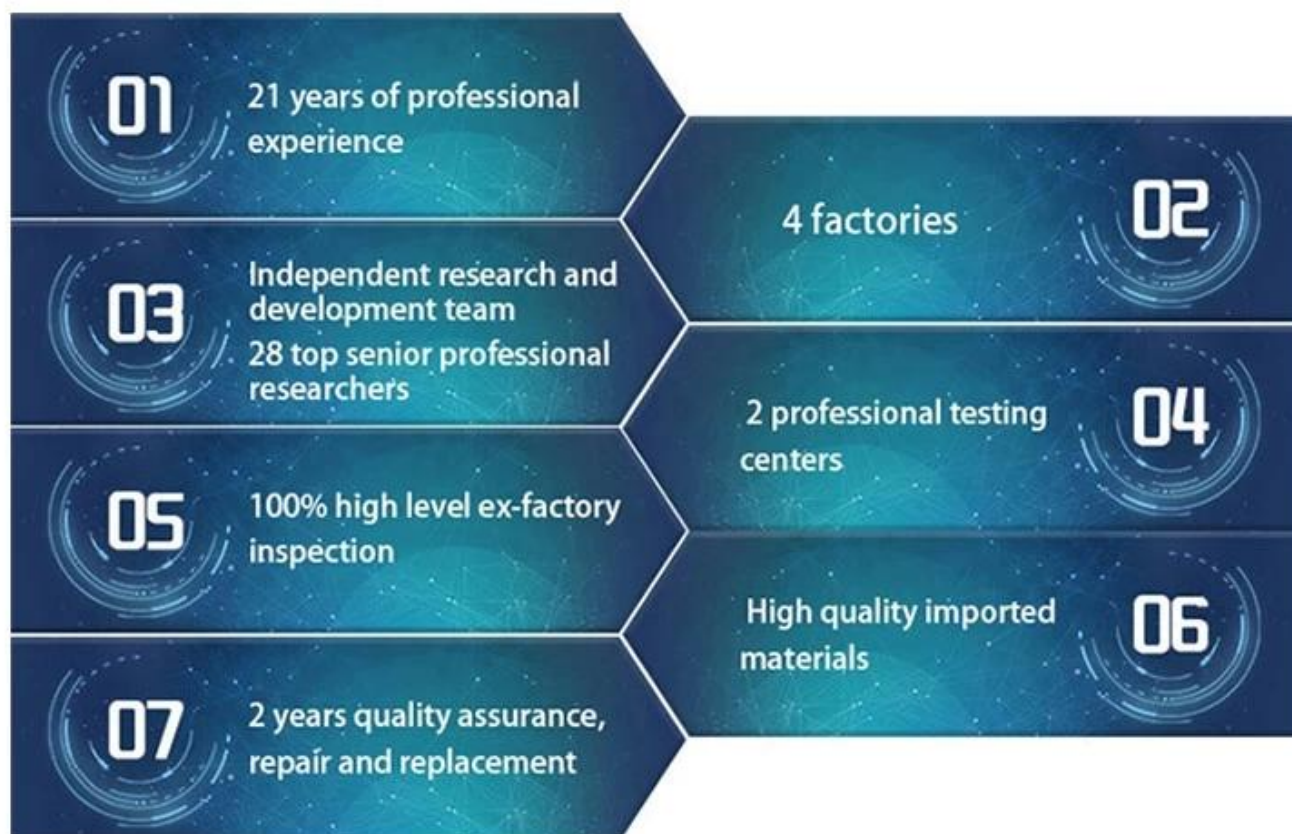 01
21 years of professional
experience
02
4 factories
03
Independent research and
development team
28 top senior professional
researchers
04
2 professional testing
centers
05
100% high level ex-factory
inspection
06
High quality imported
materials
07
2 years quality assurance,
repair and replacement